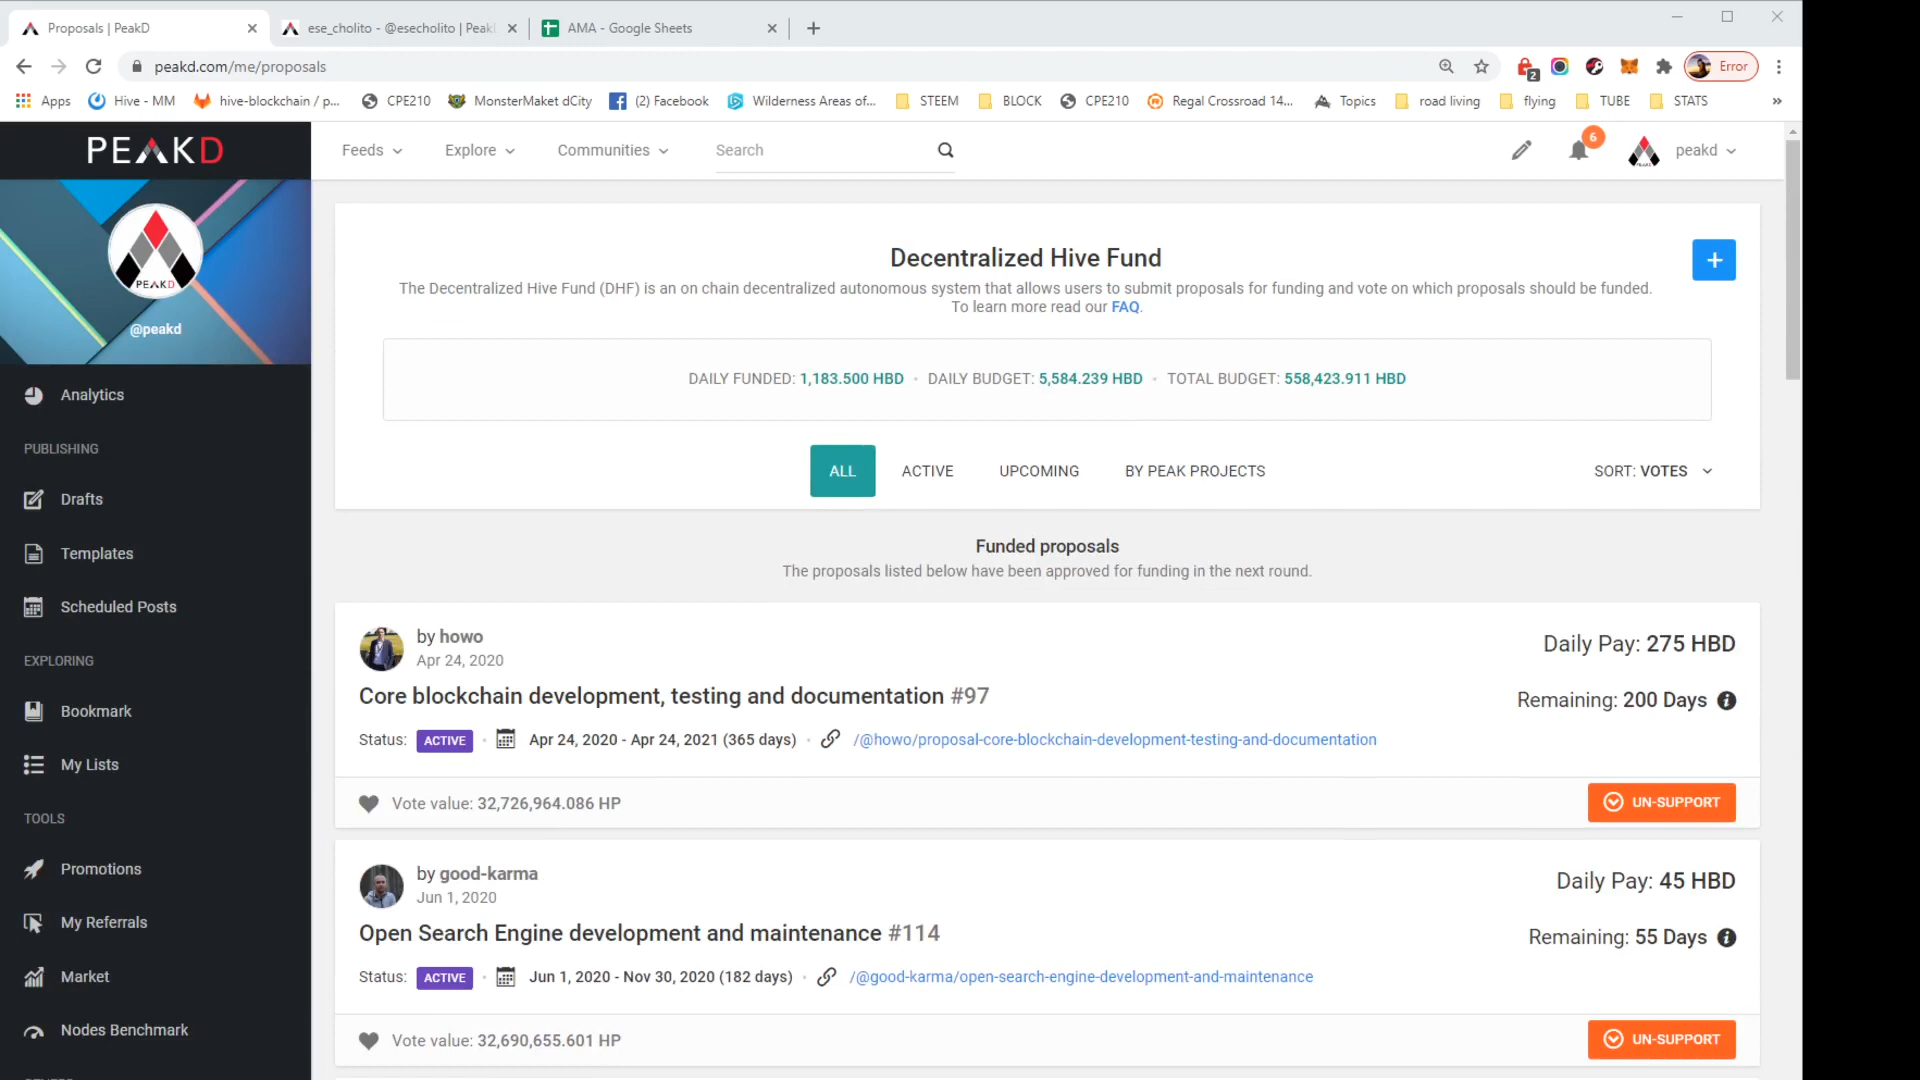 Proposals | PeakD
ese_cholito - @esecholito | Peak
AMA - Google Sheets
peakd.com/me/proposals
2
Error
Apps
Hive - MM
hive-blockchain / p...
CPE210
MonsterMaket dCity
(2) Facebook
Wilderness Areas of...
STEEM
BLOCK
CPE210
Regal Crossroad 14...
Topics
road living
flying
TUBE
STATS
»
PEAKD
Feeds
Explore
Communities
Search
6
peakd
PEAKD
@peakd
Analytics
PUBLISHING
Drafts
Templates
Scheduled Posts
EXPLORING
Bookmark
My Lists
TOOLS
Promotions
My Referrals
Market
Nodes Benchmark
Decentralized Hive Fund
+
The Decentralized Hive Fund (DHF) is an on chain decentralized autonomous system that allows users to submit proposals for funding and vote on which proposals should be funded.
To learn more read our FAQ.
DAILY FUNDED: 1,183.500 HBD • DAILY BUDGET: 5,584.239 HBD • TOTAL BUDGET: 558,423.911 HBD
ALL
ACTIVE
UPCOMING
BY PEAK PROJECTS
SORT: VOTES
Funded proposals
The proposals listed below have been approved for funding in the next round.
by howo
Apr 24, 2020
Daily Pay: 275 HBD
Core blockchain development, testing and documentation #97
Remaining: 200 Days
Status: ACTIVE • Apr 24, 2020 - Apr 24, 2021 (365 days) • /@howo/proposal-core-blockchain-development-testing-and-documentation
Vote value: 32,726,964.086 HP
UN-SUPPORT
by good-karma
Jun 1, 2020
Daily Pay: 45 HBD
Open Search Engine development and maintenance #114
Remaining: 55 Days
Status: ACTIVE • Jun 1, 2020 - Nov 30, 2020 (182 days) • /@good-karma/open-search-engine-development-and-maintenance
Vote value: 32,690,655.601 HP
UN-SUPPORT